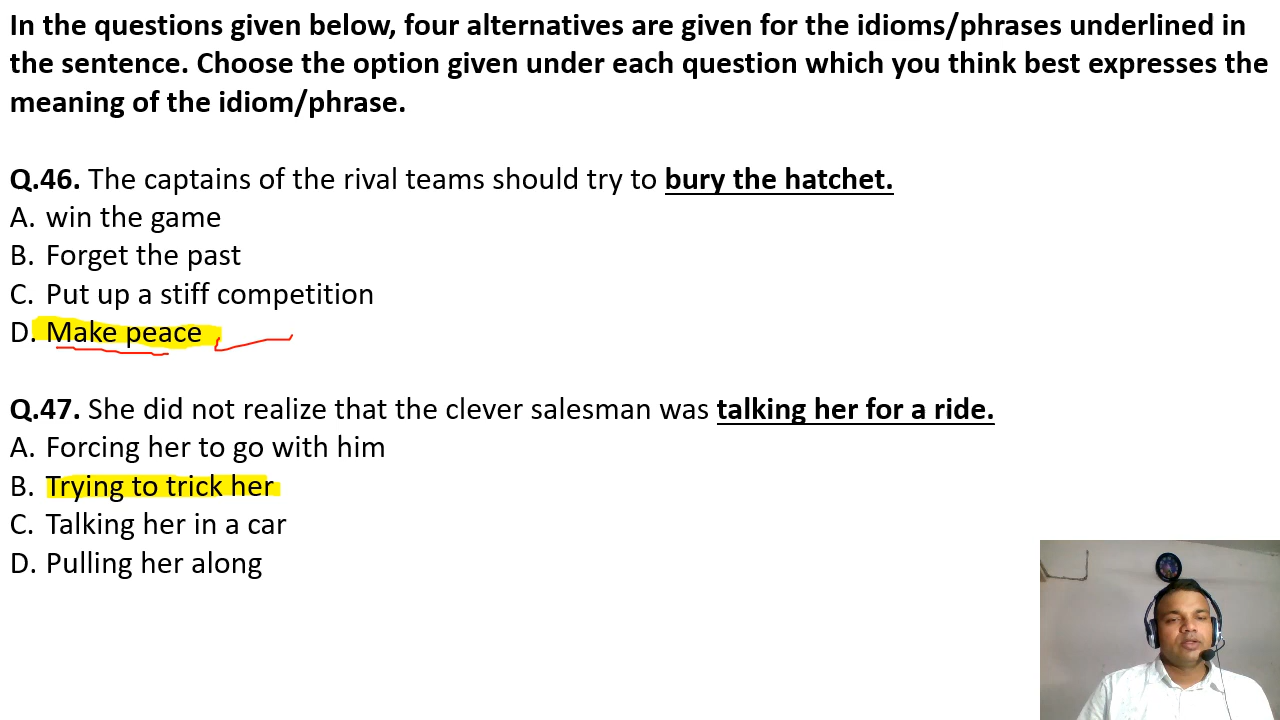 In the questions given below, four alternatives are given for the idioms/phrases underlined in
the sentence. Choose the option given under each question which you think best expresses the
meaning of the idiom/phrase.
Q.46. The captains of the rival teams should try to bury the hatchet.
A. win the game
B. Forget the past
C. Put up a stiff competition
D. Make peace
Q.47. She did not realize that the clever salesman was talking her for a ride.
A. Forcing her to go with him
B. Trying to trick her
C. Talking her in a car
D. Pulling her along